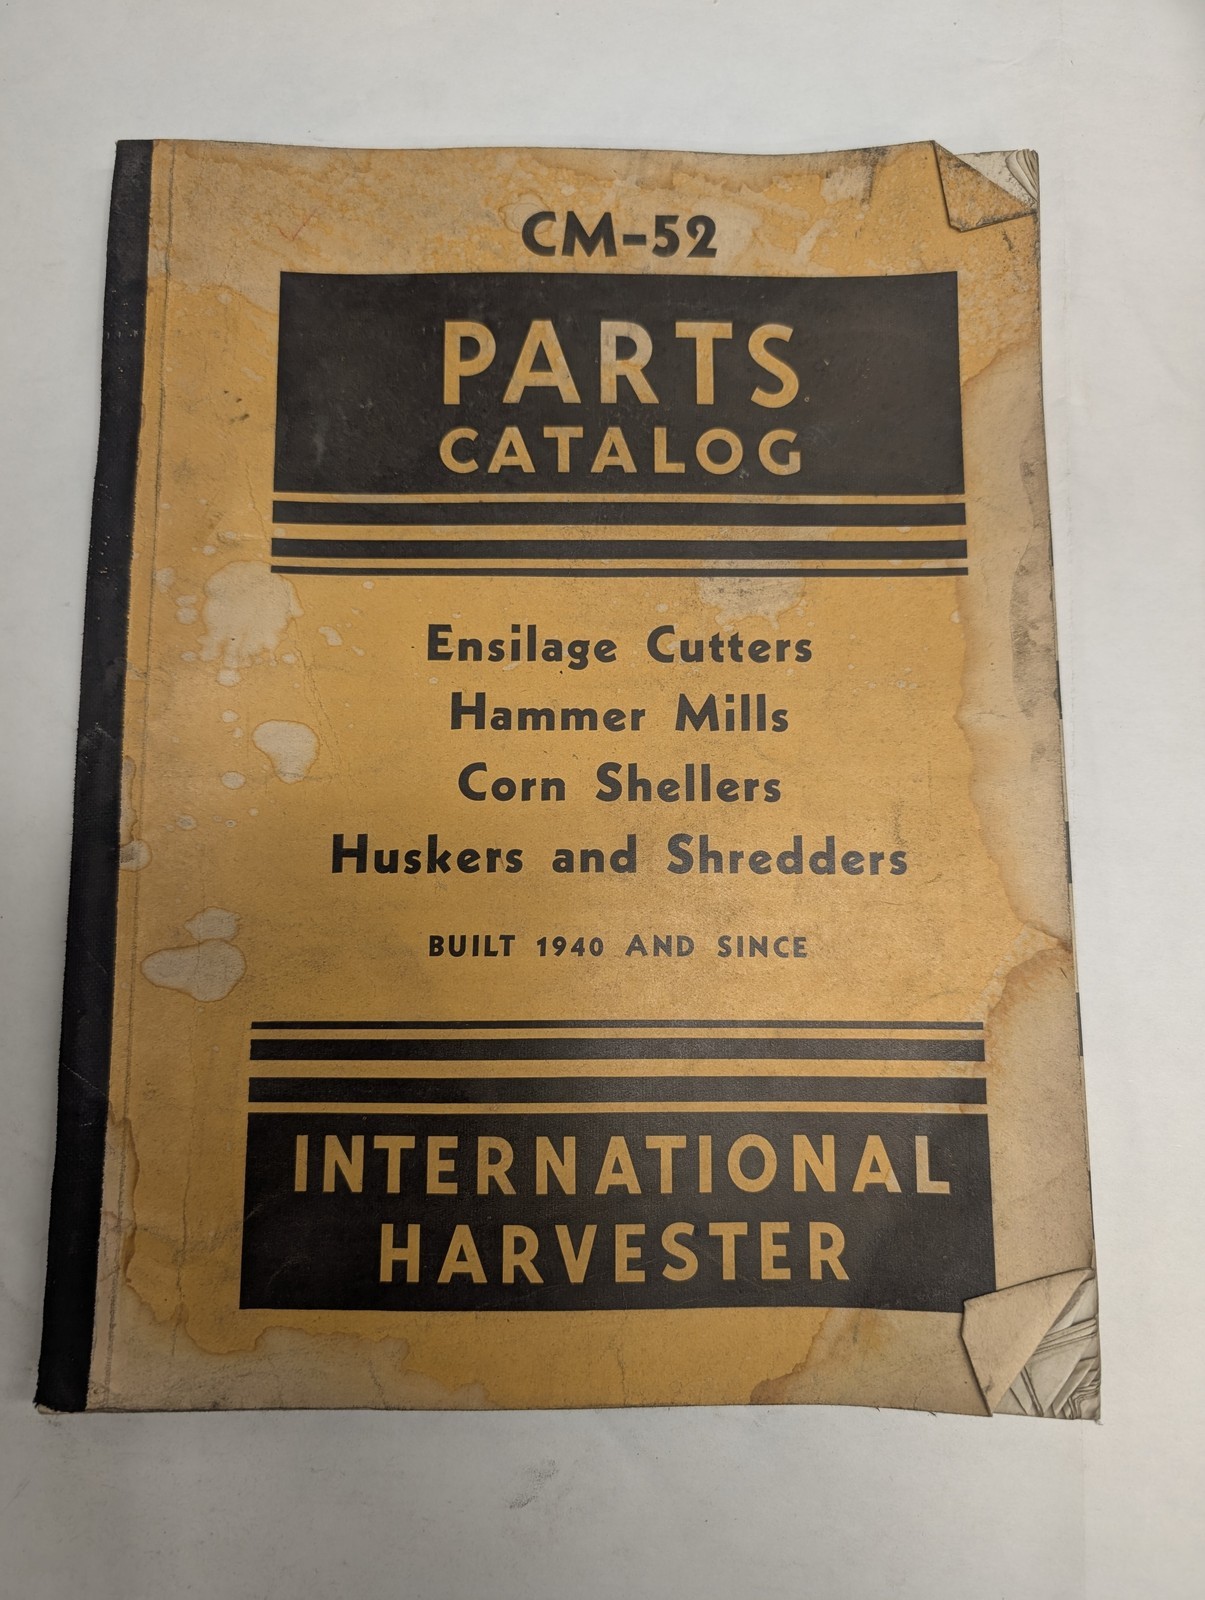 CM-52
PARTS
CATALOG
Ensilage Cutters
Hammer Mills
Corn Shellers
Huskers and Shredders
BUILT 1940 AND SINCE
INTERNATIONAL
HARVESTER